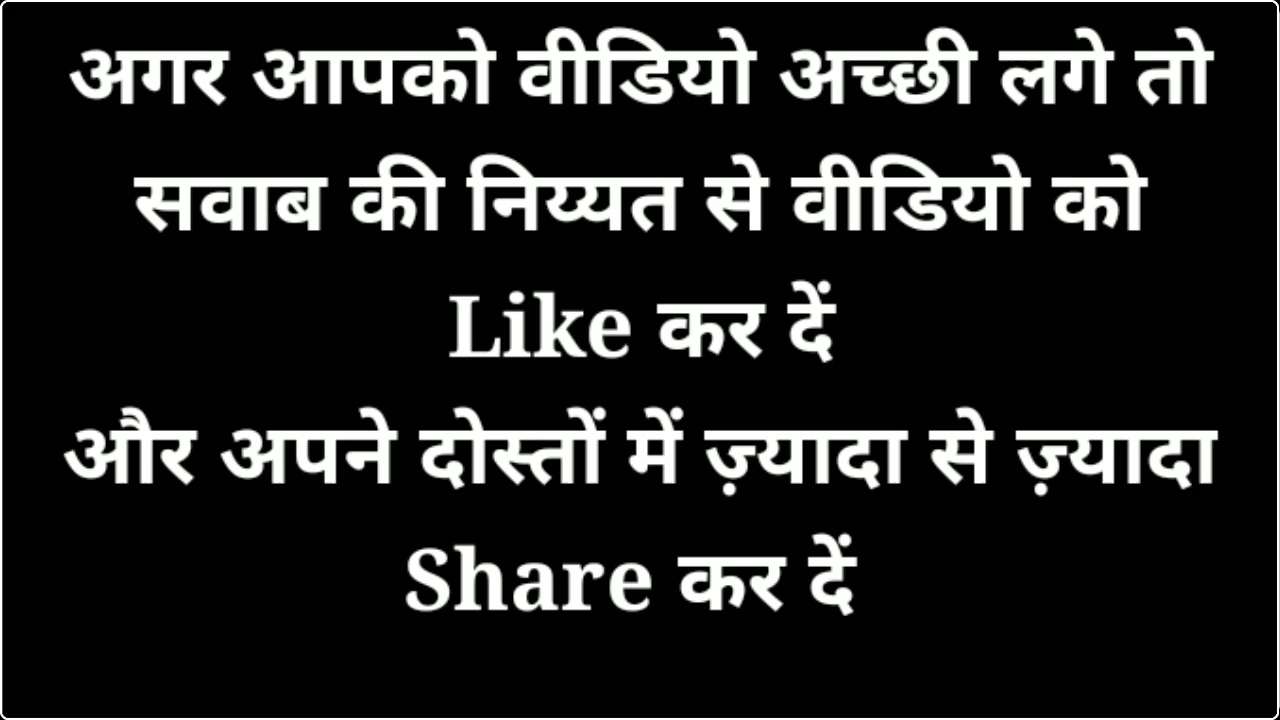 अगर आपको वीडियो अच्छी लगे तो
सवाब की निय्यत से वीडियो को
Like कर दें
और अपने दोस्तों में ज़्यादा से ज़्यादा
Share कर दें